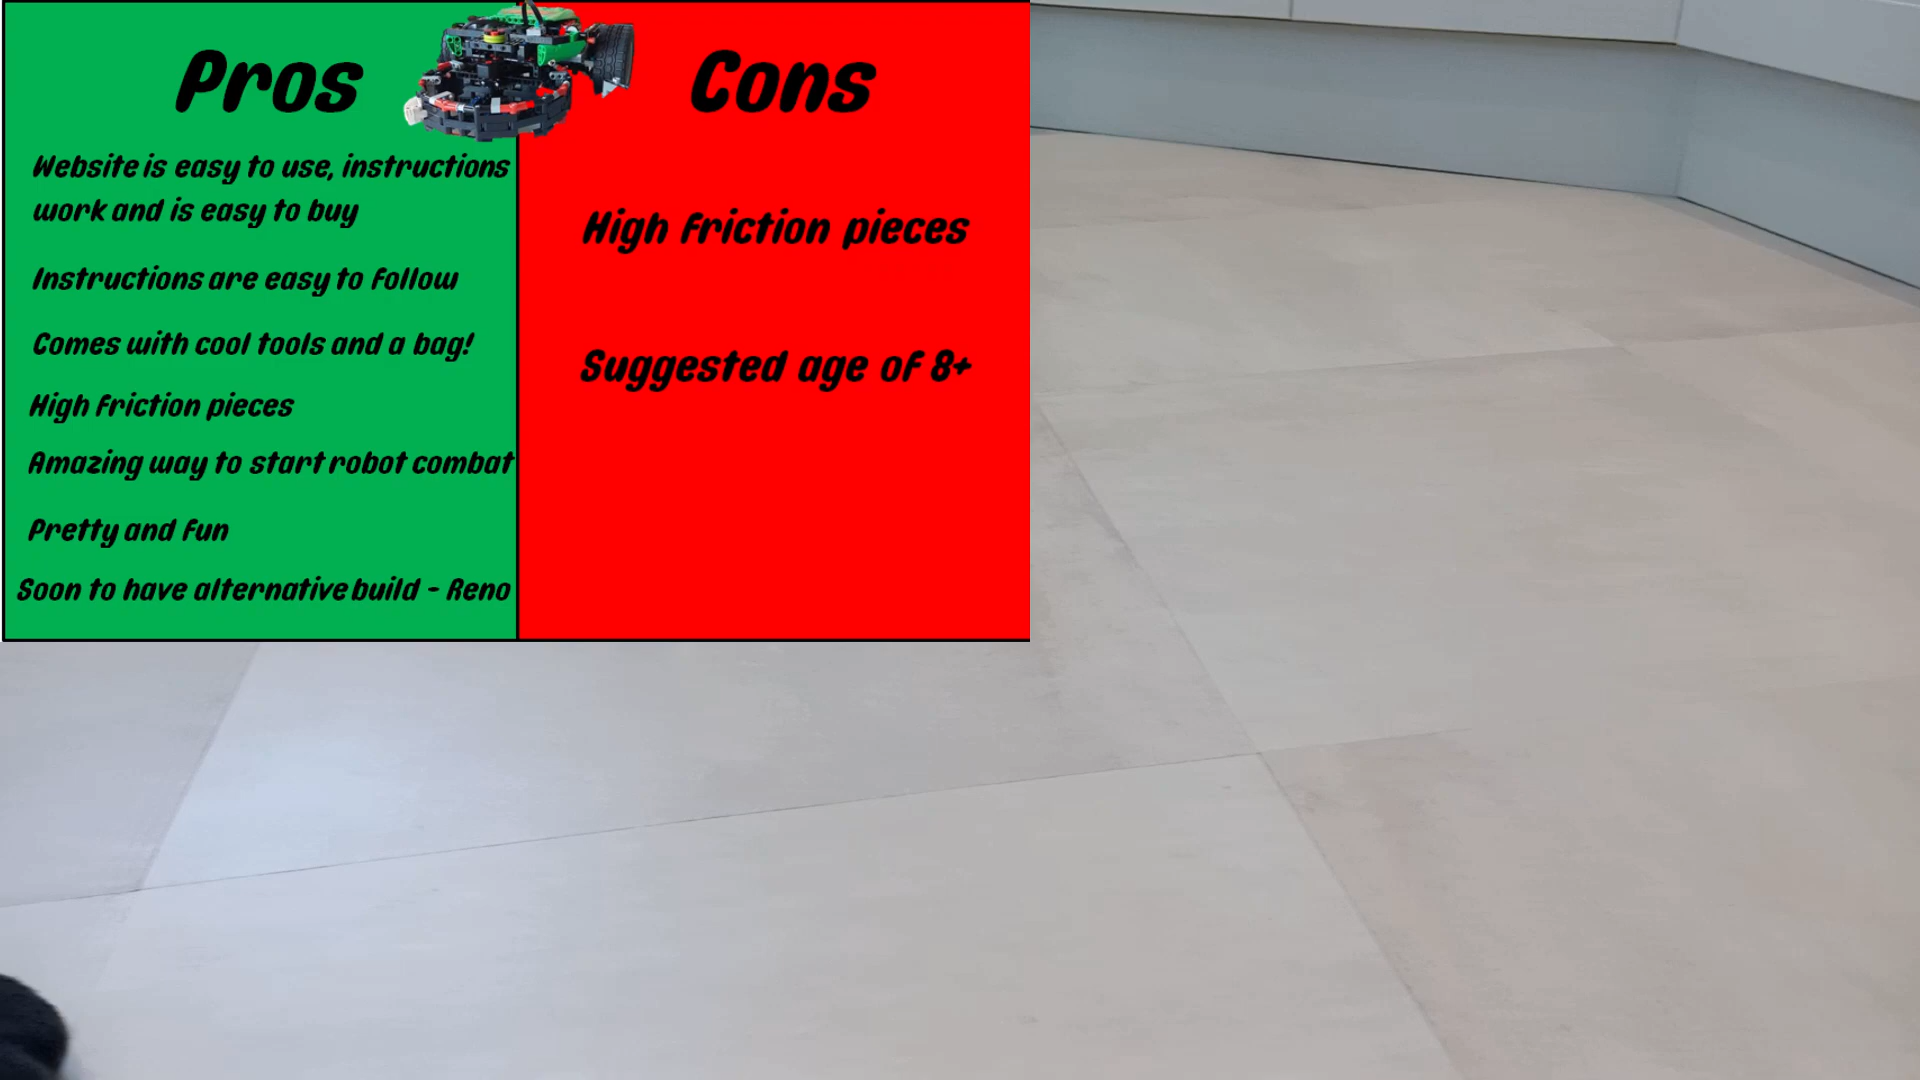 Pros
Website is easy to use, instructions
work and is easy to buy
Instructions are easy to follow
Comes with cool tools and a bag!
High friction pieces
Amazing way to start robot combat
Pretty and fun
Soon to have alternative build - Reno
Cons
High friction pieces
Suggested age of 8+